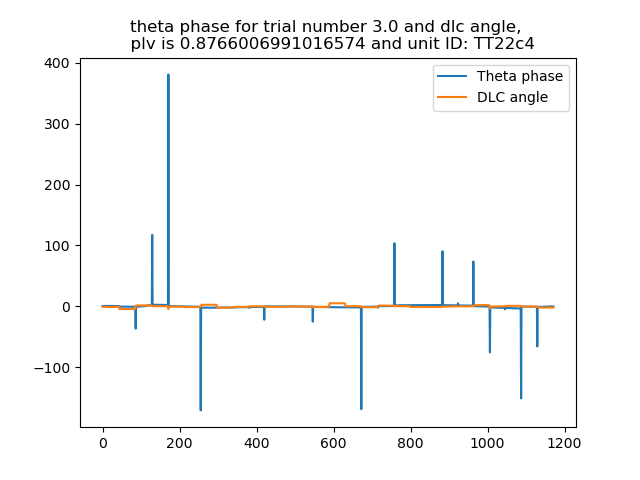 theta phase for trial number 3.0 and dlc angle,
plv is 0.8766006991016574 and unit ID: TT22c4
Theta phase
DLC angle
400
300
200
100
0
−100
0 200 400 600 800 1000 1200